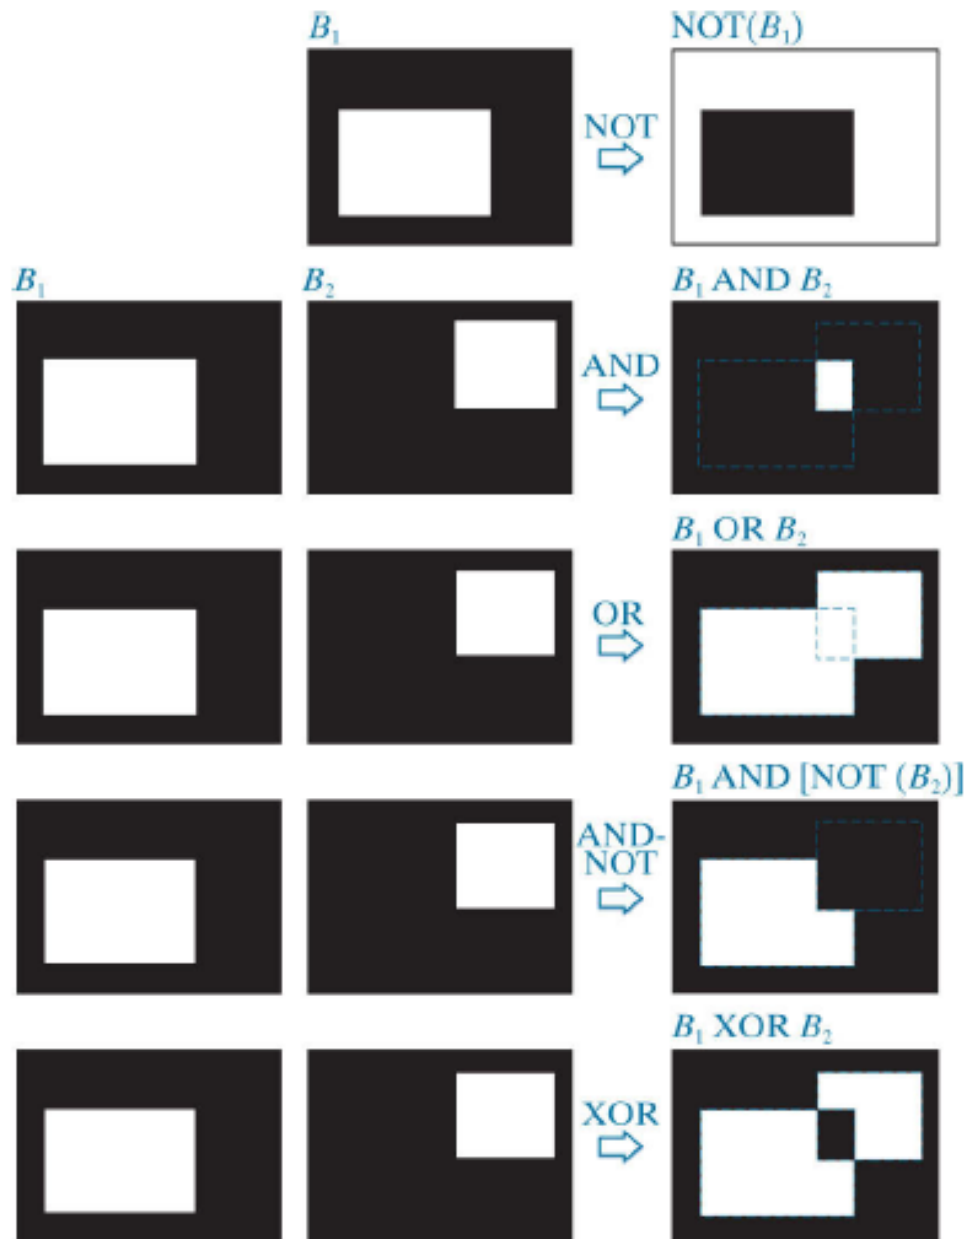 B₁
NOT(B₁)
NOT
B₁
B₂
B₁ AND B₂
AND
B₁ OR B₂
OR
B₁ AND [NOT (B₂)]
AND-
NOT
B₁ XOR B₂
XOR